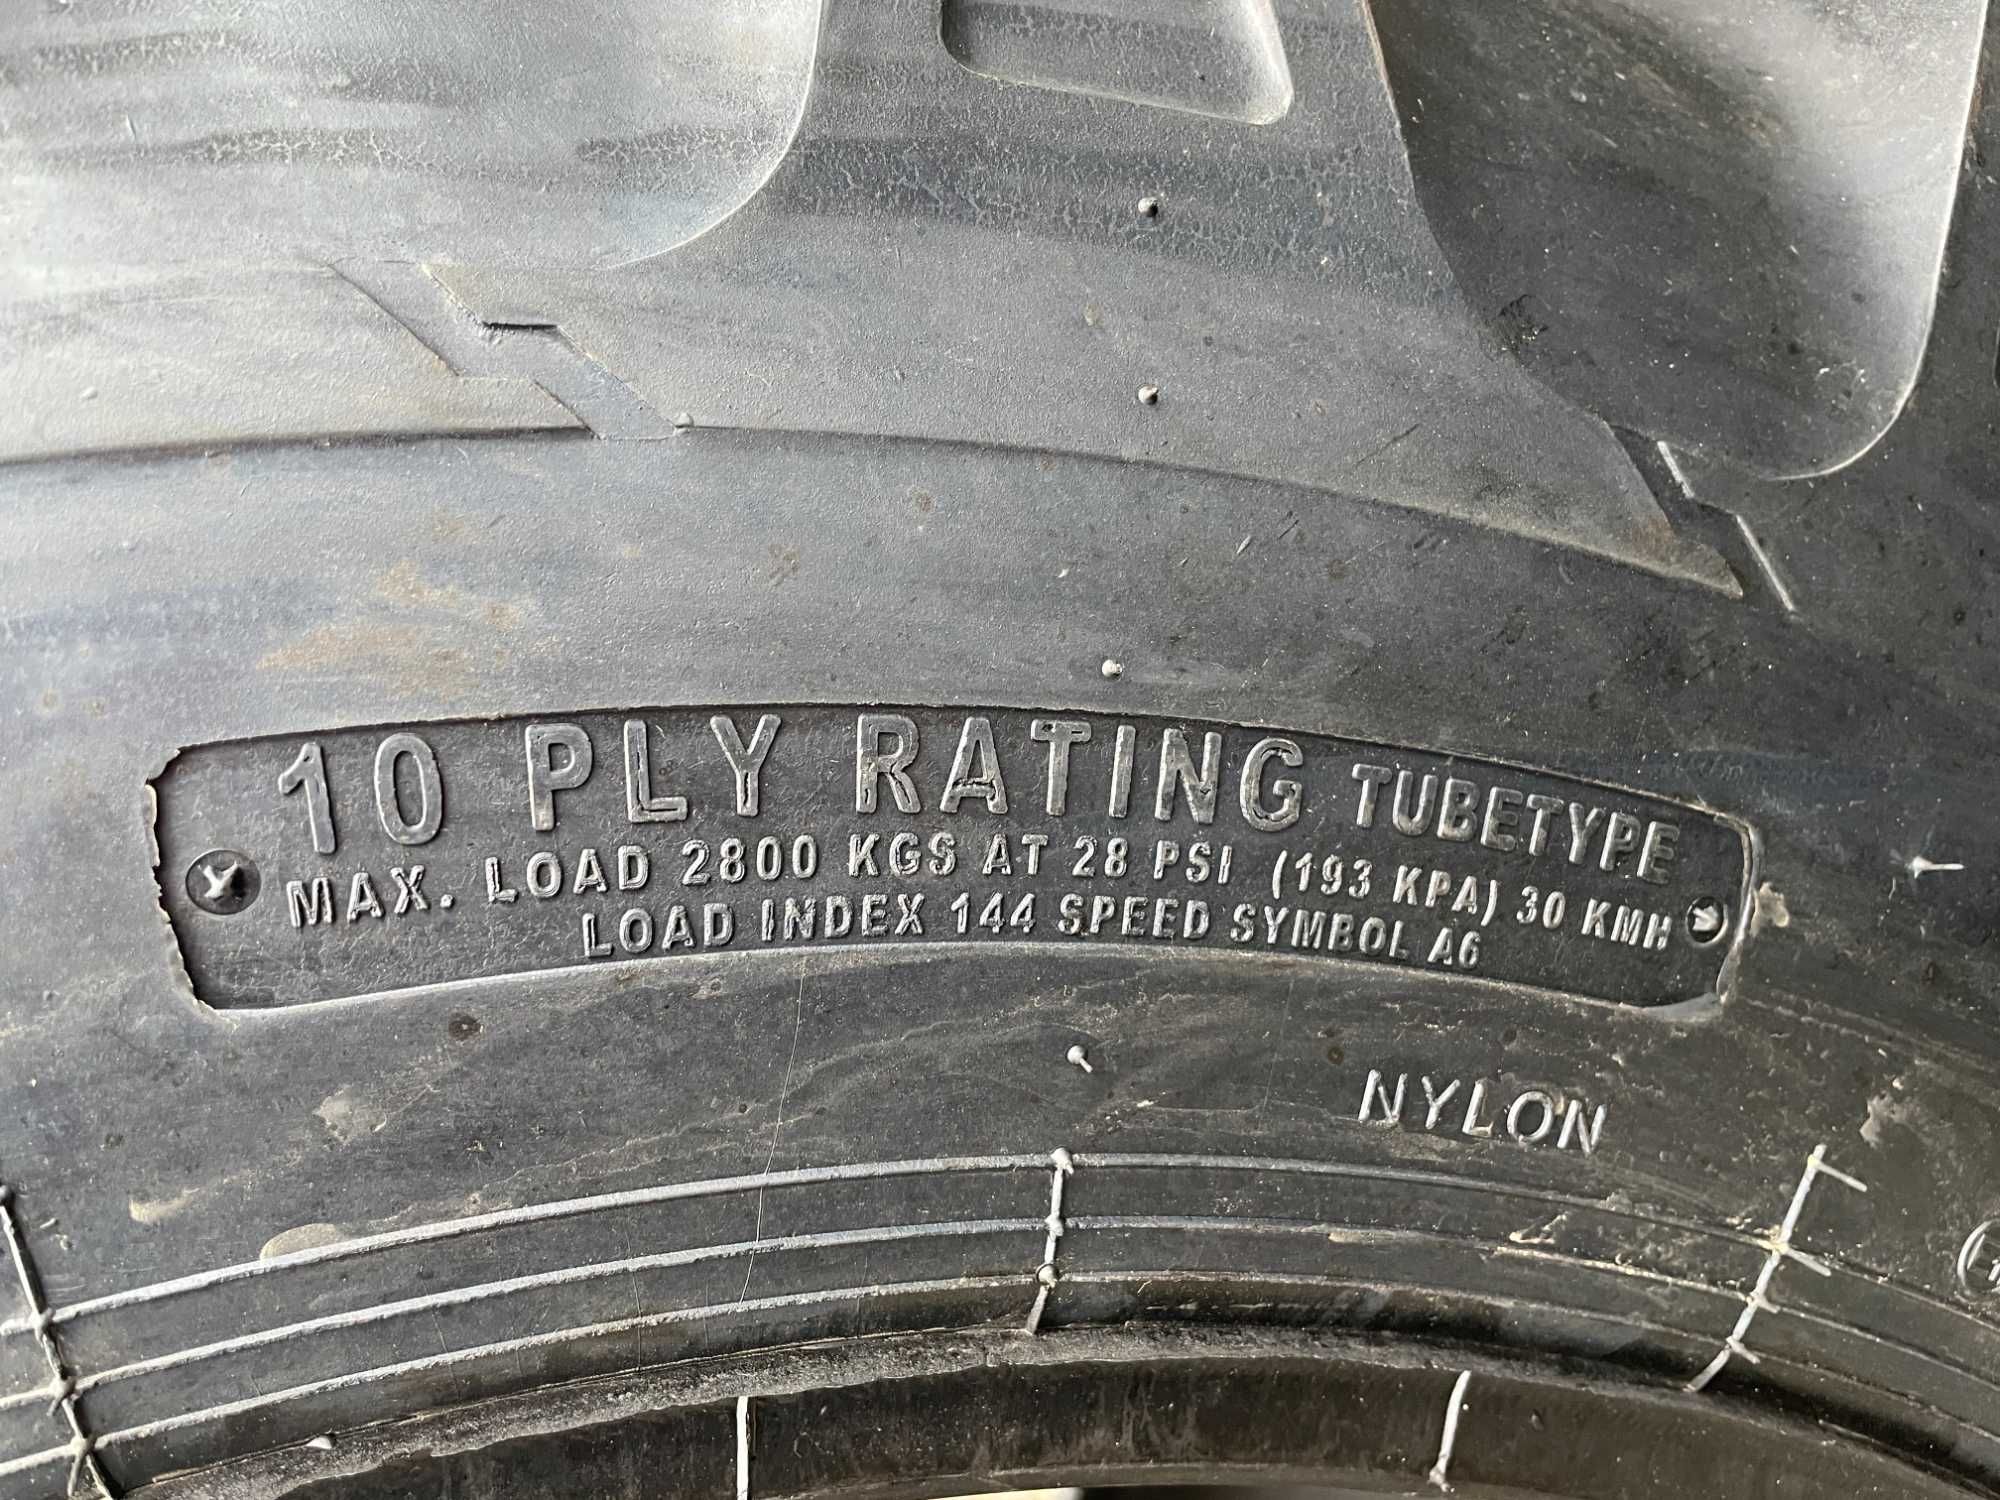 10 PLY RATING TUBETYPE
MAX. LOAD 2800 KGS AT 28 PSI (193 KPA) 30 KMH
LOAD INDEX 144 SPEED SYMBOL A6
NYLON